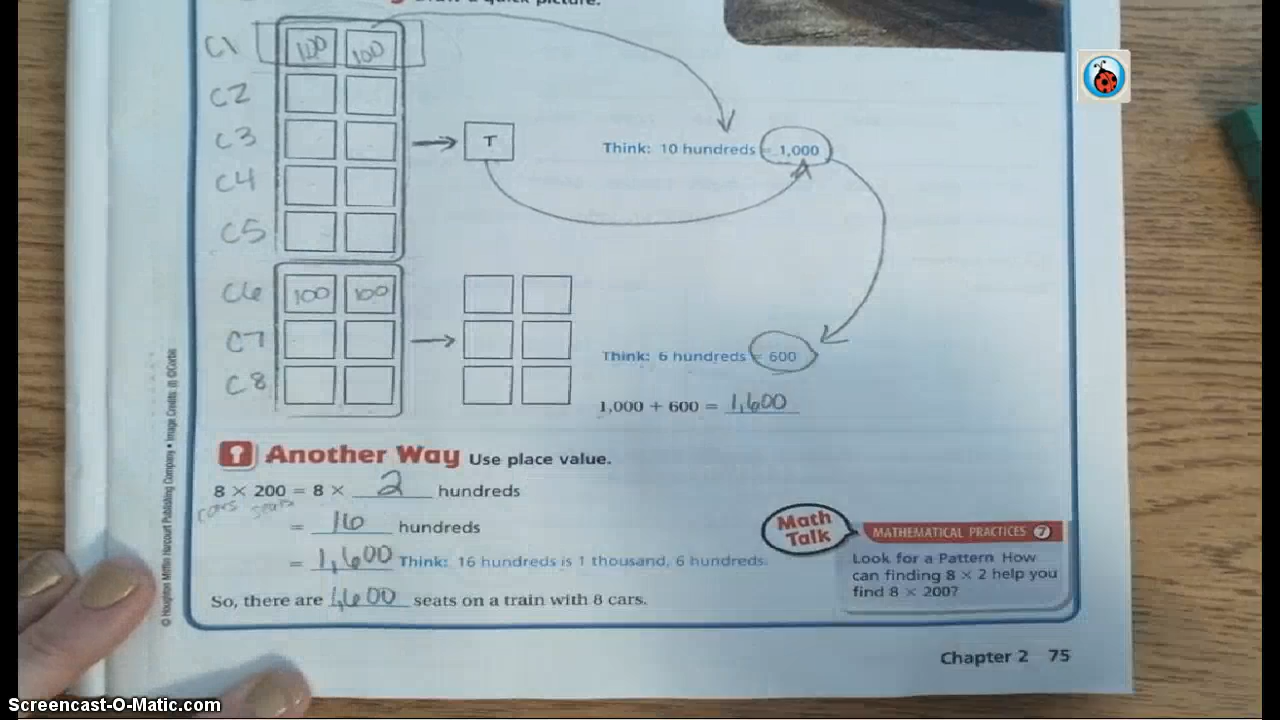 C1 100 100
C2
C3 T Think: 10 hundreds = 1,000
C4
C5
C6 100 100
C7 Think: 6 hundreds = 600
C8
1,000 + 600 = 1,600
Another Way Use place value.
8 × 200 = 8 × 2 hundreds
cars seats
= 16 hundreds
= 1,600 Think: 16 hundreds is 1 thousand, 6 hundreds.
So, there are 1,600 seats on a train with 8 cars.
Math Talk
MATHEMATICAL PRACTICES 7
Look for a Pattern How
can finding 8 × 2 help you
find 8 × 200?
Chapter 2 75
© Houghton Mifflin Harcourt Publishing Company • Image Credits: (t) ©Corbis
Screencast-O-Matic.com